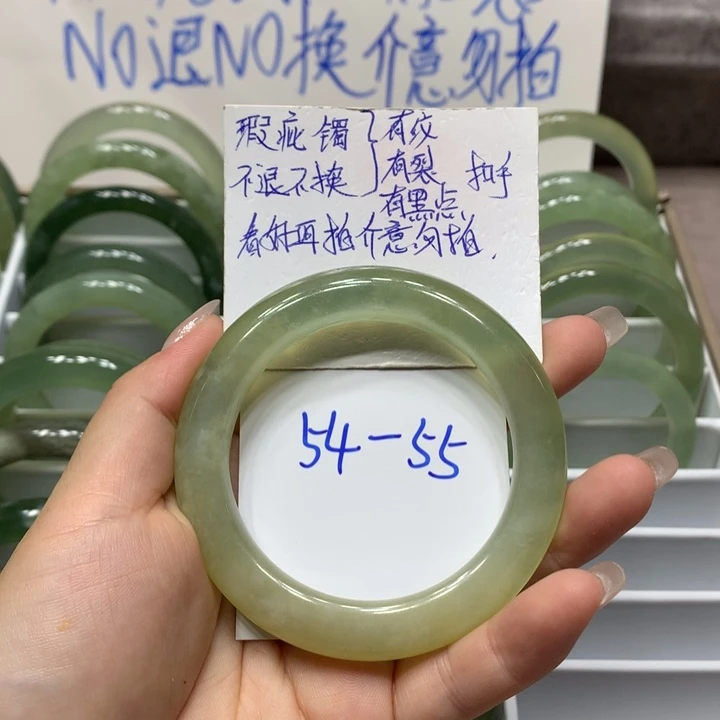 NO退NO换介意勿拍
瑕疵镯 有纹
不退不换 有裂 扣手
有黑点
看好再拍介意勿拍.
54-55